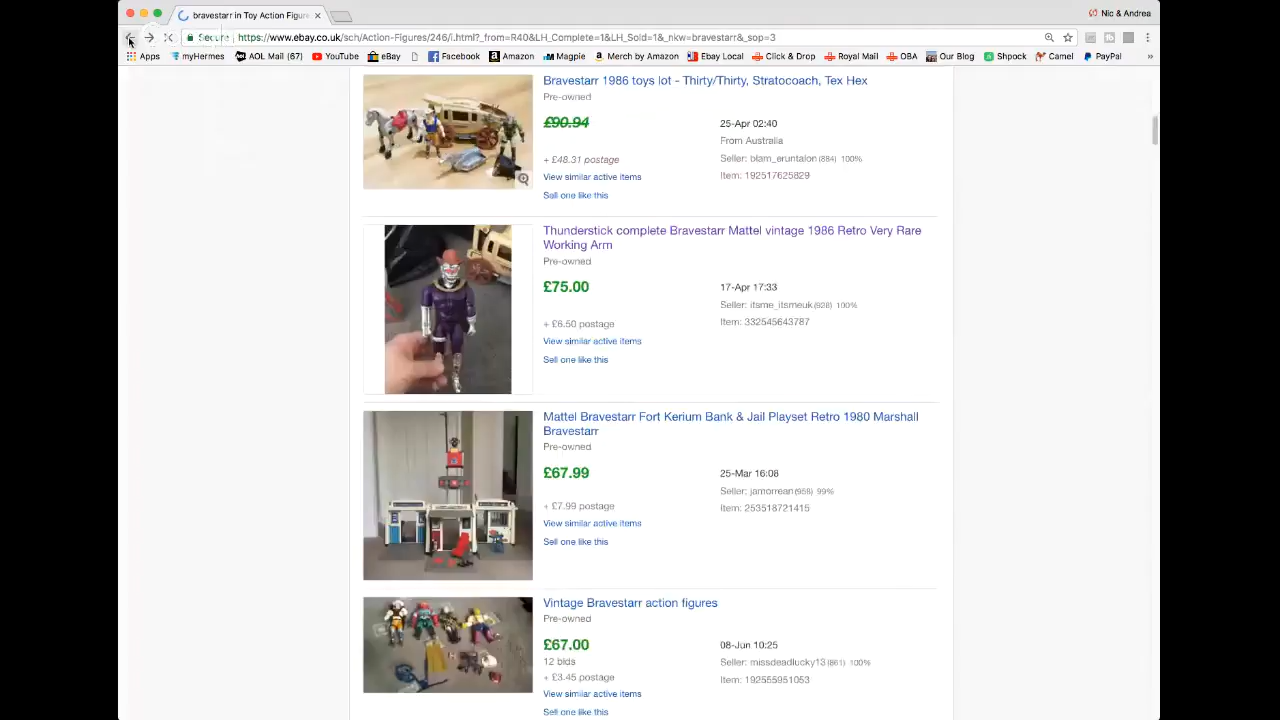 bravestarr in Toy Action Figure
Nic & Andrea
Secure https://www.ebay.co.uk/sch/Action-Figures/246/i.html?_from=R40&LH_Complete=1&LH_Sold=1&_nkw=bravestarr&_sop=3
Apps myHermes AOL Mail (67) YouTube eBay Facebook Amazon Magpie Merch by Amazon Ebay Local Click & Drop Royal Mail OBA Our Blog Shpock Camel PayPal »
Bravestarr 1986 toys lot - Thirty/Thirty, Stratocoach, Tex Hex
Pre-owned
£90.94
25-Apr 02:40
From Australia
+ £48.31 postage
Seller: blam_eruntalon (884) 100%
View similar active items
Item: 192517625829
Sell one like this
Thunderstick complete Bravestarr Mattel vintage 1986 Retro Very Rare
Working Arm
Pre-owned
£75.00
17-Apr 17:33
Seller: itsme_itsmeuk (928) 100%
+ £6.50 postage
Item: 332545643787
View similar active items
Sell one like this
Mattel Bravestarr Fort Kerium Bank & Jail Playset Retro 1980 Marshall
Bravestarr
Pre-owned
£67.99
25-Mar 16:08
Seller: jamorrean (958) 99%
+ £7.99 postage
Item: 253518721415
View similar active items
Sell one like this
Vintage Bravestarr action figures
Pre-owned
£67.00
08-Jun 10:25
12 bids
Seller: missdeadlucky13 (861) 100%
+ £3.45 postage
Item: 192555951053
View similar active items
Sell one like this